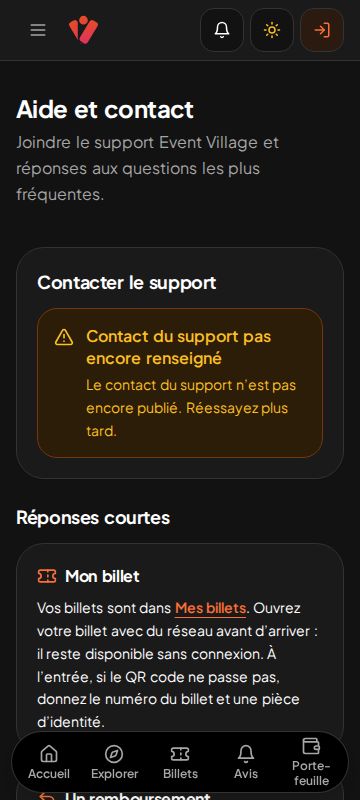 Aide et contact
Joindre le support Event Village et
réponses aux questions les plus
fréquentes.
Contacter le support
Contact du support pas
encore renseigné
Le contact du support n’est pas
encore publié. Réessayez plus
tard.
Réponses courtes
Mon billet
Vos billets sont dans Mes billets. Ouvrez
votre billet avec du réseau avant d’arriver :
il reste disponible sans connexion. À
l’entrée, si le QR code ne passe pas,
donnez le numéro du billet et une pièce
d’identité.
Un remboursement
Accueil
Explorer
Billets
Avis
Porte-
feuille